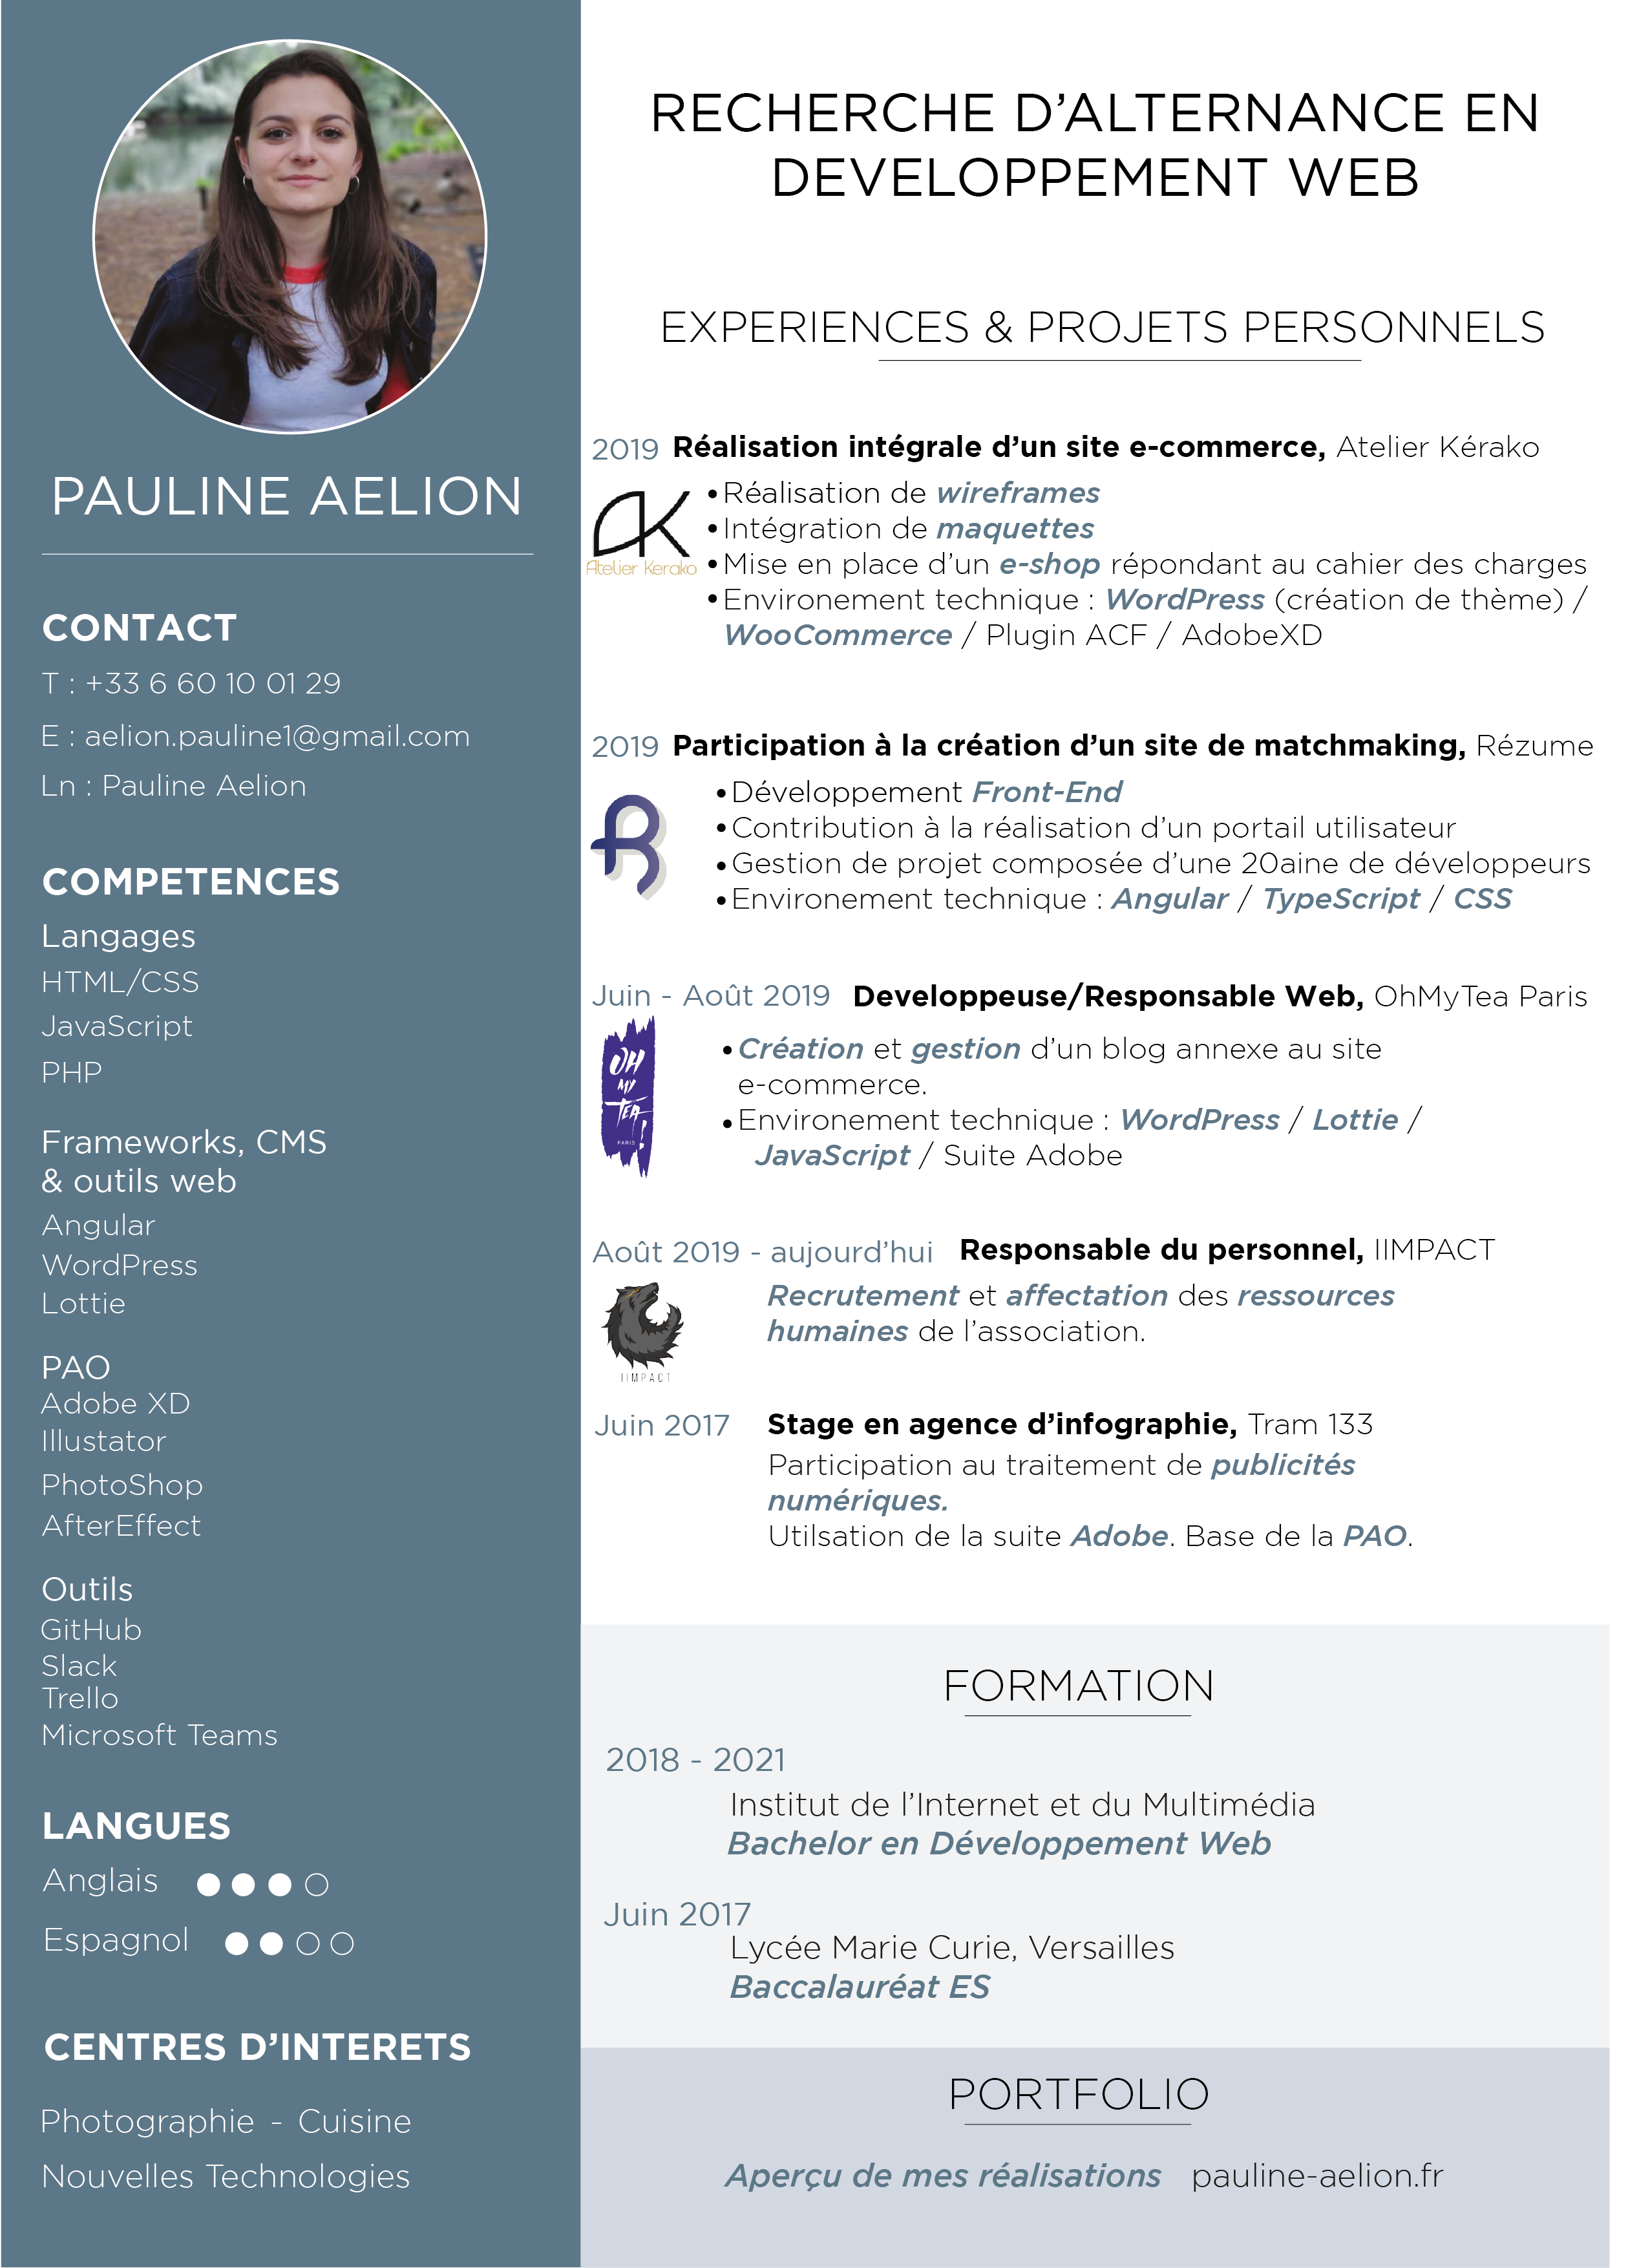 PAULINE AELION
CONTACT
T : +33 6 60 10 01 29
E : aelion.pauline1@gmail.com
Ln : Pauline Aelion
COMPETENCES
Langages
HTML/CSS
JavaScript
PHP
Frameworks, CMS
& outils web
Angular
WordPress
Lottie
PAO
Adobe XD
Illustator
PhotoShop
AfterEffect
Outils
GitHub
Slack
Trello
Microsoft Teams
LANGUES
Anglais
Espagnol
CENTRES D'INTERETS
Photographie - Cuisine
Nouvelles Technologies
RECHERCHE D'ALTERNANCE EN
DEVELOPPEMENT WEB
EXPERIENCES & PROJETS PERSONNELS
2019 Réalisation intégrale d'un site e-commerce, Atelier Kérako
AK
Atelier Kerako
• Réalisation de wireframes
• Intégration de maquettes
• Mise en place d'un e-shop répondant au cahier des charges
• Environement technique : WordPress (création de thème) /
WooCommerce / Plugin ACF / AdobeXD
2019 Participation à la création d'un site de matchmaking, Rézume
R
• Développement Front-End
• Contribution à la réalisation d'un portail utilisateur
• Gestion de projet composée d'une 20aine de développeurs
• Environement technique : Angular / TypeScript / CSS
Juin - Août 2019 Developpeuse/Responsable Web, OhMyTea Paris
OH
MY
TEA!
PARIS
• Création et gestion d'un blog annexe au site
e-commerce.
• Environement technique : WordPress / Lottie /
JavaScript / Suite Adobe
Août 2019 - aujourd'hui Responsable du personnel, IIMPACT
IIMPACT
Recrutement et affectation des ressources
humaines de l'association.
Juin 2017 Stage en agence d'infographie, Tram 133
Participation au traitement de publicités
numériques.
Utilsation de la suite Adobe. Base de la PAO.
FORMATION
2018 - 2021
Institut de l'Internet et du Multimédia
Bachelor en Développement Web
Juin 2017
Lycée Marie Curie, Versailles
Baccalauréat ES
PORTFOLIO
Aperçu de mes réalisations pauline-aelion.fr